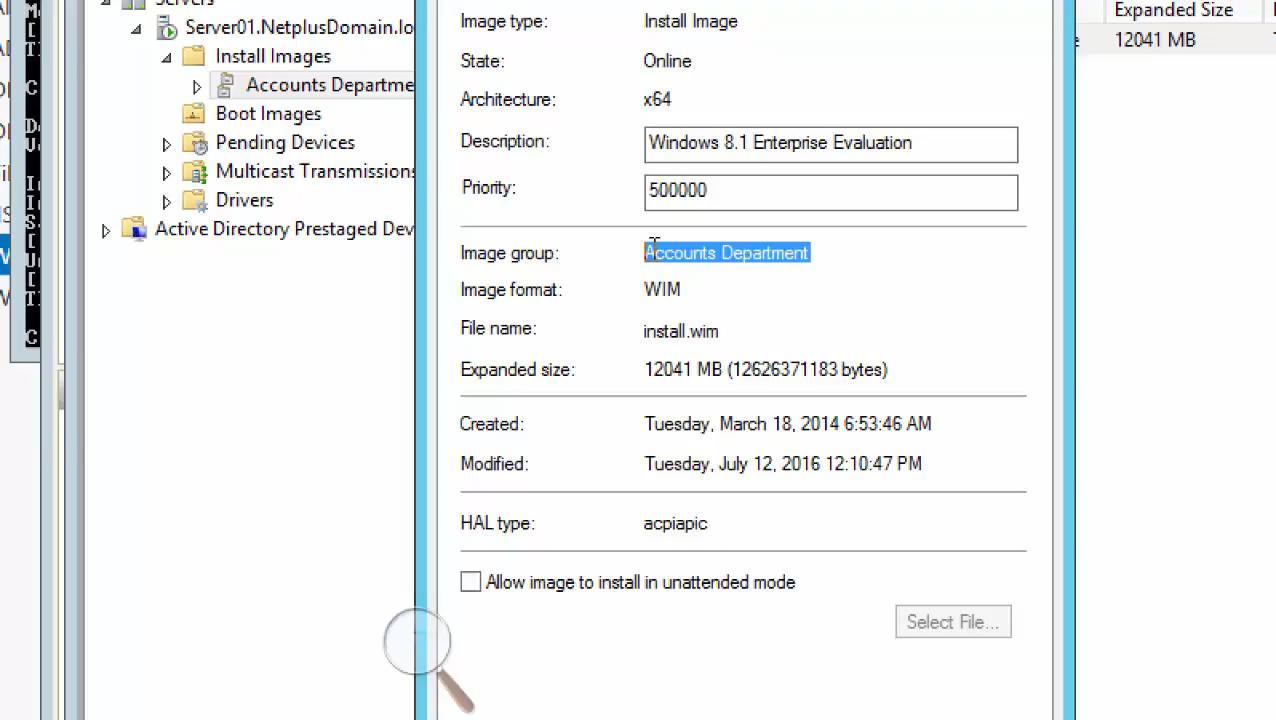 Servers
Server01.NetplusDomain.lo
Install Images
Accounts Departme
Boot Images
Pending Devices
Multicast Transmissions
Drivers
Active Directory Prestaged Dev
Image type: Install Image
State: Online
Architecture: x64
Description: Windows 8.1 Enterprise Evaluation
Priority: 500000
Image group: Accounts Department
Image format: WIM
File name: install.wim
Expanded size: 12041 MB (12626371183 bytes)
Created: Tuesday, March 18, 2014 6:53:46 AM
Modified: Tuesday, July 12, 2016 12:10:47 PM
HAL type: acpiapic
Allow image to install in unattended mode
Select File...
Expanded Size
12041 MB